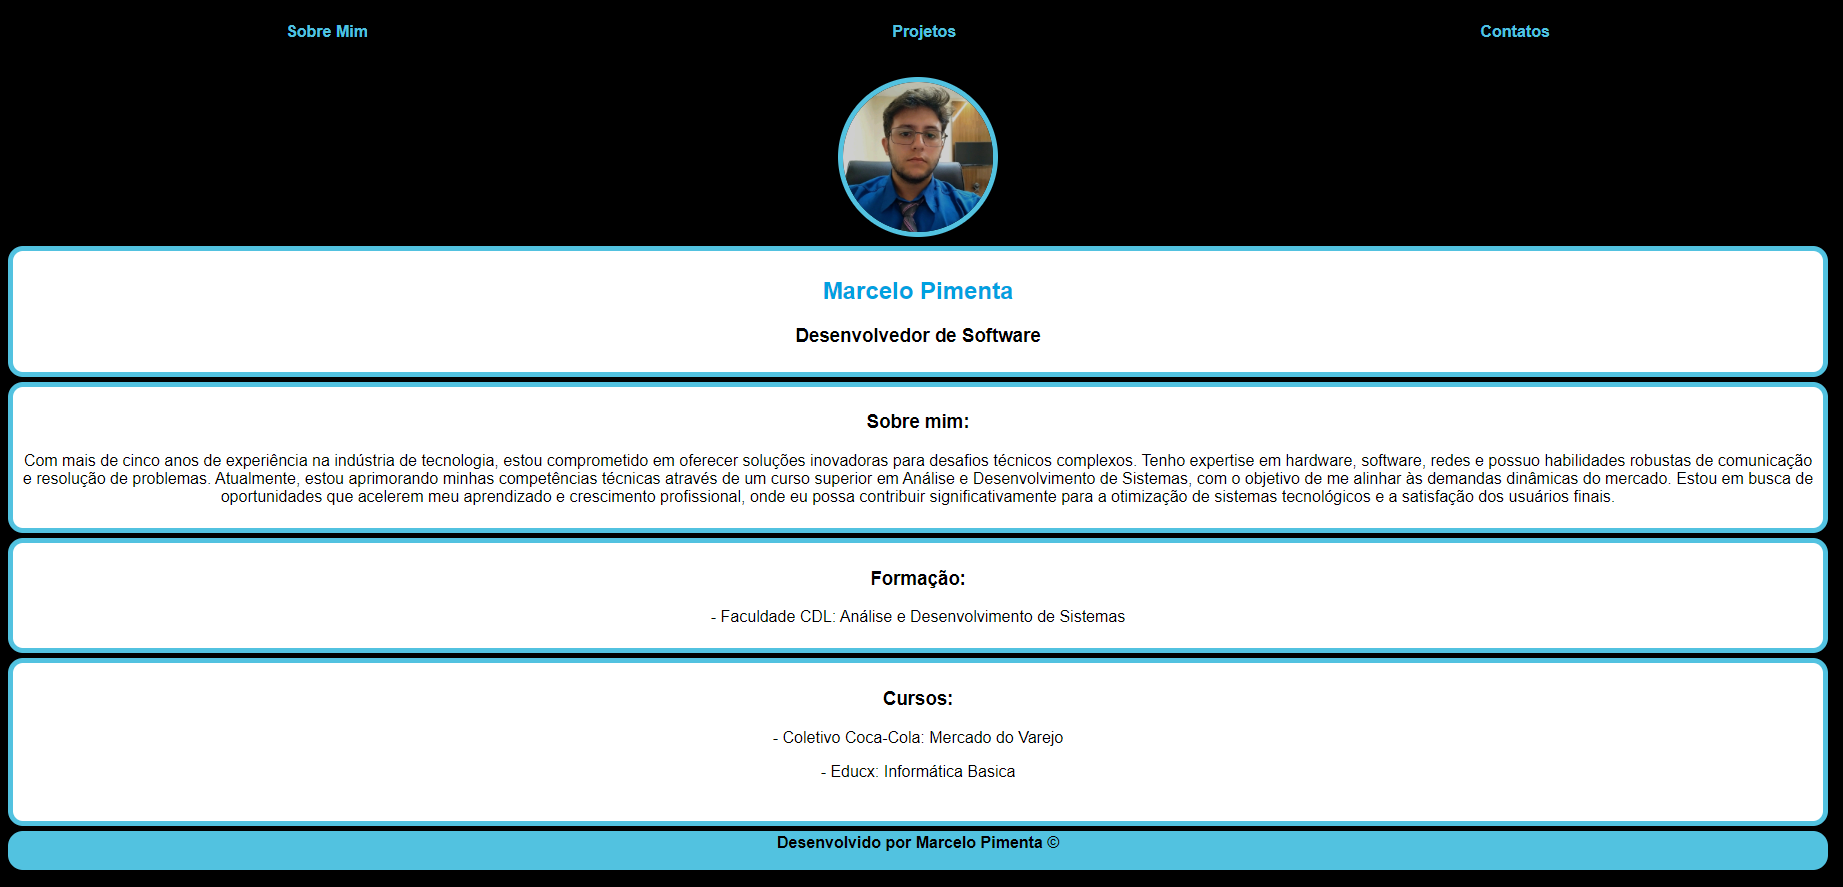 Sobre Mim
Projetos
Contatos
Marcelo Pimenta
Desenvolvedor de Software
Sobre mim:
Com mais de cinco anos de experiência na indústria de tecnologia, estou comprometido em oferecer soluções inovadoras para desafios técnicos complexos. Tenho expertise em hardware, software, redes e possuo habilidades robustas de comunicação
e resolução de problemas. Atualmente, estou aprimorando minhas competências técnicas através de um curso superior em Análise e Desenvolvimento de Sistemas, com o objetivo de me alinhar às demandas dinâmicas do mercado. Estou em busca de
oportunidades que acelerem meu aprendizado e crescimento profissional, onde eu possa contribuir significativamente para a otimização de sistemas tecnológicos e a satisfação dos usuários finais.
Formação:
- Faculdade CDL: Análise e Desenvolvimento de Sistemas
Cursos:
- Coletivo Coca-Cola: Mercado do Varejo
- Educx: Informática Basica
Desenvolvido por Marcelo Pimenta ©